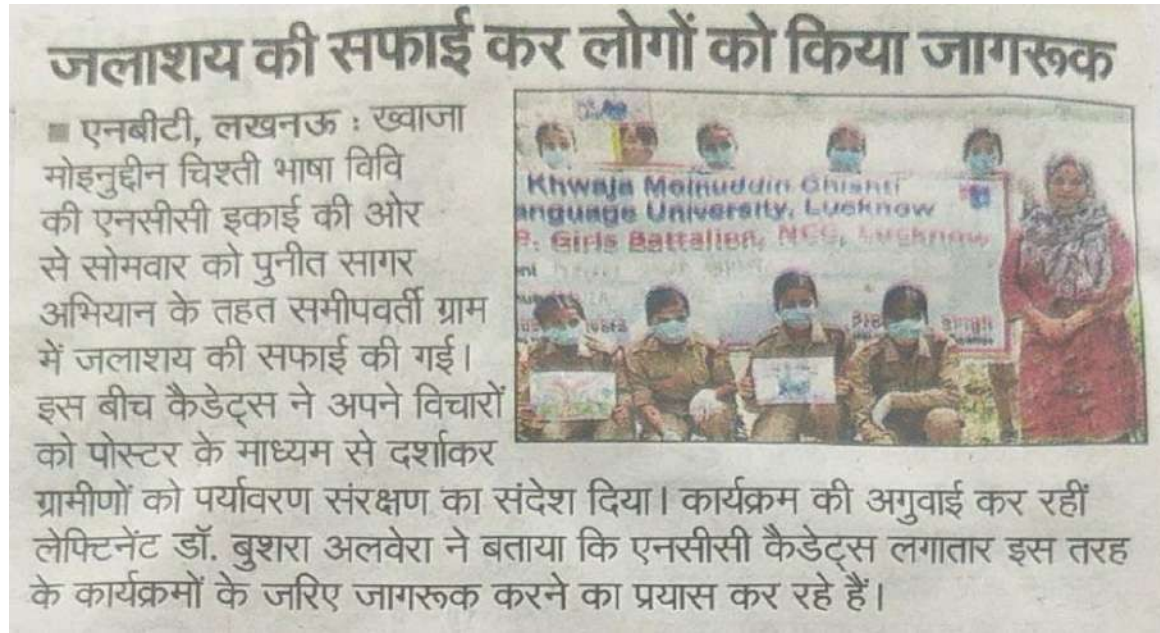 जलाशय की सफाई कर लोगों को किया जागरूक
■ एनबीटी, लखनऊ : ख्वाजा
मोइनुद्दीन चिश्ती भाषा विवि
की एनसीसी इकाई की ओर
से सोमवार को पुनीत सागर
अभियान के तहत समीपवर्ती ग्राम
में जलाशय की सफाई की गई।
इस बीच कैडेट्स ने अपने विचारों
को पोस्टर के माध्यम से दर्शाकर
ग्रामीणों को पर्यावरण संरक्षण का संदेश दिया। कार्यक्रम की अगुवाई कर रहीं
लेफ्टिनेंट डॉ. बुशरा अलवेरा ने बताया कि एनसीसी कैडेट्स लगातार इस तरह
के कार्यक्रमों के जरिए जागरूक करने का प्रयास कर रहे हैं।
Khwaja Moinuddin Chishti
anguage University, Lucknow
P. Girls Battalion, NCC, Lucknow